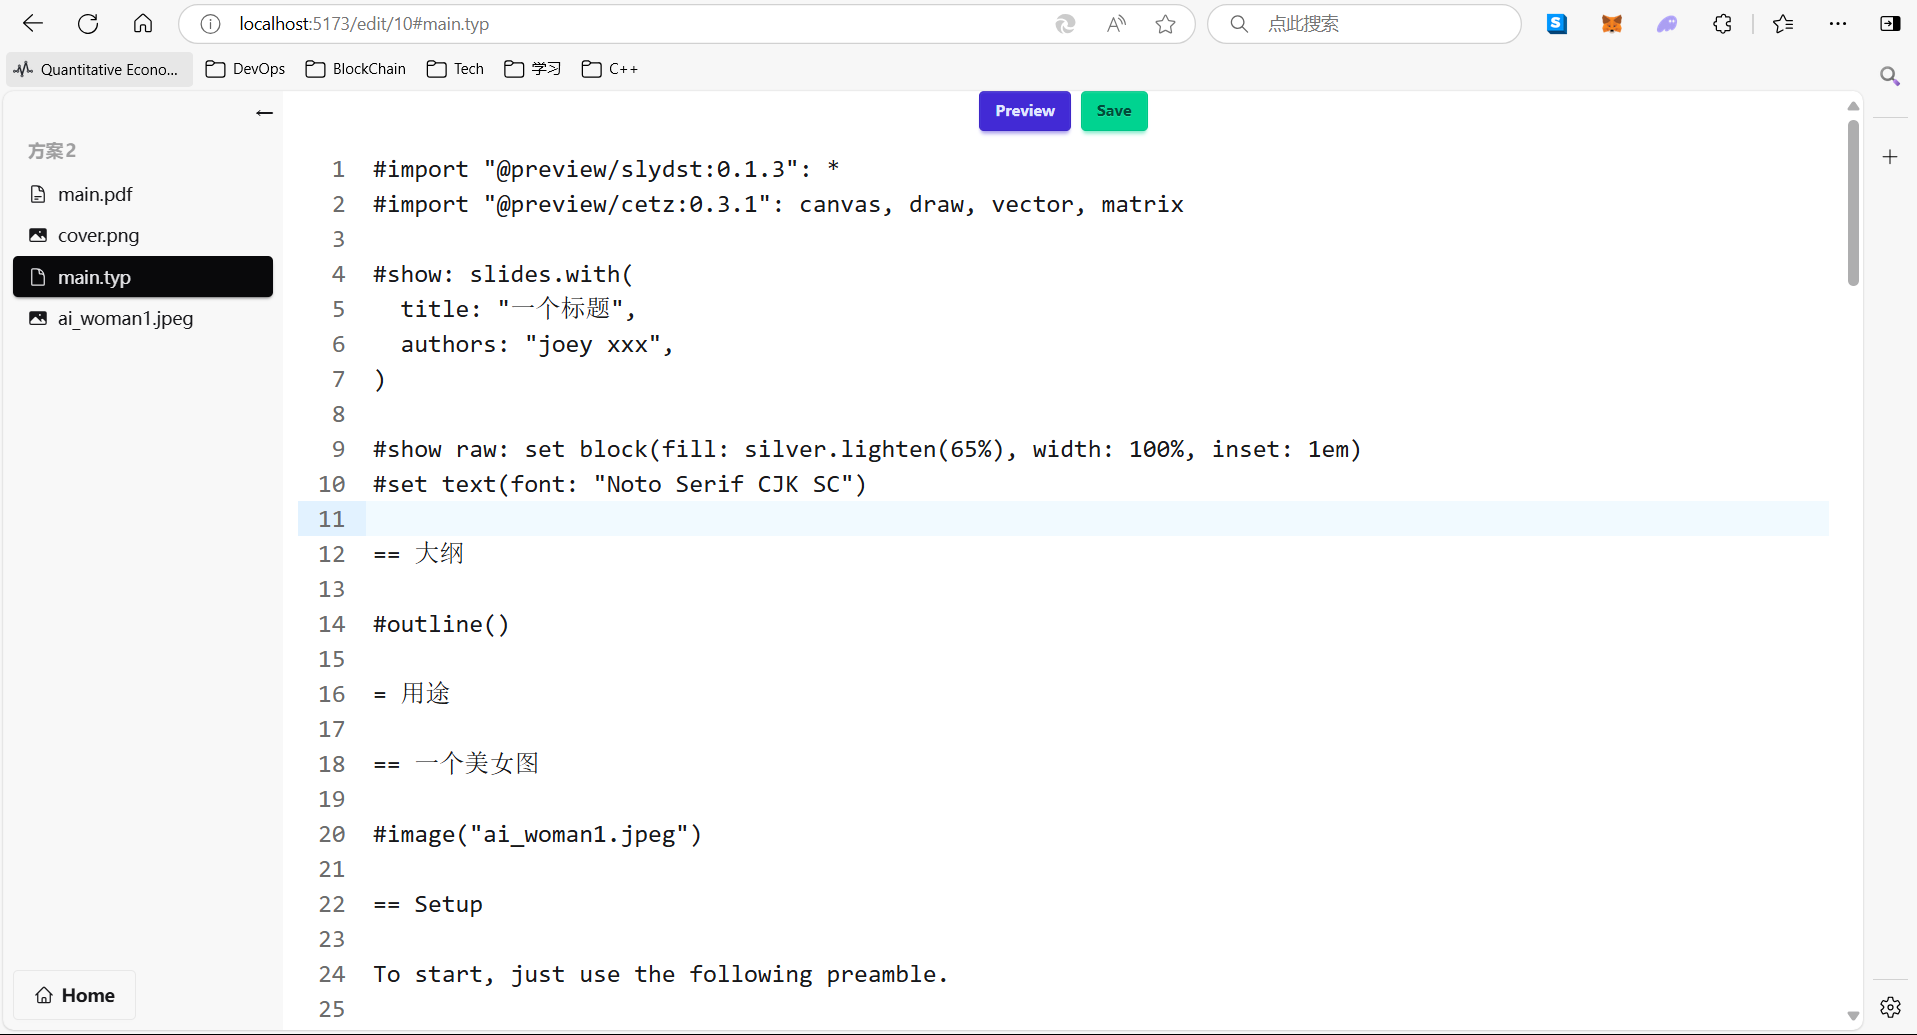 localhost:5173/edit/10#main.typ
点此搜索
Quantitative Econo...
DevOps
BlockChain
Tech
学习
C++
方案2
main.pdf
cover.png
main.typ
ai_woman1.jpeg
Home
Preview
Save
1 #import "@preview/slydst:0.1.3": *
2 #import "@preview/cetz:0.3.1": canvas, draw, vector, matrix
3
4 #show: slides.with(
5   title: "一个标题",
6   authors: "joey xxx",
7 )
8
9 #show raw: set block(fill: silver.lighten(65%), width: 100%, inset: 1em)
10 #set text(font: "Noto Serif CJK SC")
11
12 == 大纲
13
14 #outline()
15
16 = 用途
17
18 == 一个美女图
19
20 #image("ai_woman1.jpeg")
21
22 == Setup
23
24 To start, just use the following preamble.
25